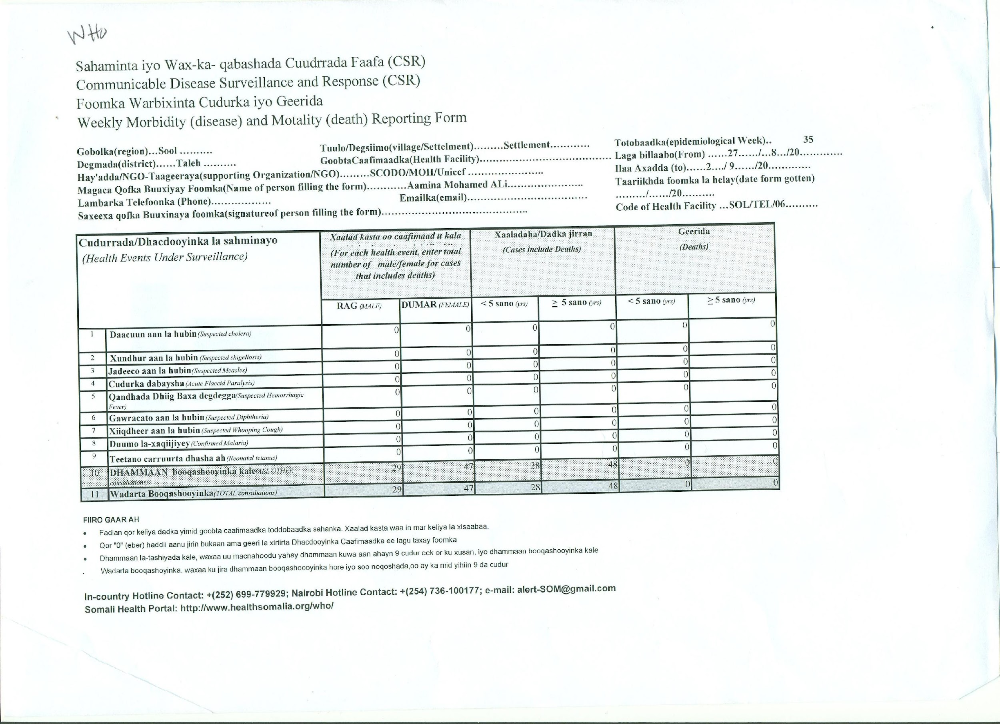 WHO
Sahaminta iyo Wax-ka- qabashada Cuudrrada Faafa (CSR)
Communicable Disease Surveillance and Response (CSR)
Foomka Warbixinta Cudurka iyo Geerida
Weekly Morbidity (disease) and Motality (death) Reporting Form
Gobolka(region)...Sool .......... Tuulo/Degsiimo(village/Settelment).........Settlement............ Totobaadka(epidemiological Week).. 35
Degmada(district)......Taleh .......... GoobtaCaafimaadka(Health Facility)......................................... Laga billaabo(From) ......27....../...8.../20.............
Hay'adda/NGO-Taageeraya(supporting Organization/NGO).........SCODO/MOH/Unicef ....................... Ilaa Axadda (to)......2..../ 9....../20.............
Magaca Qofka Buuxiyay Foomka(Name of person filling the form)............Aamina Mohamed ALi....................... Taariikhda foomka la helay(date form gotten)
Lambarka Telefoonka (Phone).................. Emailka(email)..................................... ........./....../20..........
Saxeexa qofka Buuxinaya foomka(signatureof person filling the form)............................................. Code of Health Facility ...SOL/TEL/06..........
Cudurrada/Dhacdooyinka la sahminayo
(Health Events Under Surveillance)
Xaalad kasta oo caafimaad u kala
(For each health event, enter total
number of male/female for cases
that includes deaths)
Xaaladaha/Dadka jirran
(Cases include Deaths)
Geerida
(Deaths)
RAG (MALE) DUMAR (FEMALE) < 5 sano (yrs) ≥ 5 sano (yrs) < 5 sano (yrs) ≥ 5 sano (yrs)
1 Daacuun aan la hubin (Suspected cholera) 0 0 0 0 0 0
2 Xundhur aan la hubin (Suspected shigellosis) 0 0 0 0 0 0
3 Jadeeco aan la hubin (Suspected Measles) 0 0 0 0 0 0
4 Cudurka dabaysha (Acute Flaccid Paralysis) 0 0 0 0 0 0
5 Qandhada Dhiig Baxa degdegga (Suspected Hemorrhagic 0 0 0 0 0 0
Fever)
6 Gawracato aan la hubin (Suspected Diphtheria) 0 0 0 0 0 0
7 Xiiqdheer aan la hubin (Suspected Whooping Cough) 0 0 0 0 0 0
8 Duumo la-xaqiijiyey (Confirmed Malaria) 0 0 0 0 0 0
9 Teetano carruurta dhasha ah (Neonatal tetanus) 0 0 0 0 0 0
10 DHAMMAAN booqashooyinka kale (ALL OTHER 29 47 28 48 0 0
consultations)
11 Wadarta Booqashooyinka (TOTAL consultations) 29 47 28 48 0 0
FIIRO GAAR AH
• Fadlan qor keliya dadka yimid goobta caafimaadka toddobaadka sahanka. Xaalad kasta waa in mar keliya la xisaabaa.
• Qor "0" (eber) haddii aanu jirin bukaan ama geeri la xiriirta Dhacdooyinka Caafimaadka ee lagu taxay foomka
• Dhammaan la-tashiyada kale, waxaa uu macnahoodu yahay dhammaan kuwa aan ahayn 9 cudur eek or ku xusan, iyo dhammaan booqashooyinka kale
. Wadarta booqashoyinka, waxaa ku jira dhammaan booqashoooyinka hore iyo soo noqoshada,oo ay ka mid yihiin 9 da cudur
In-country Hotline Contact: +(252) 699-779929; Nairobi Hotline Contact: +(254) 736-100177; e-mail: alert-SOM@gmail.com
Somali Health Portal: http://www.healthsomalia.org/who/